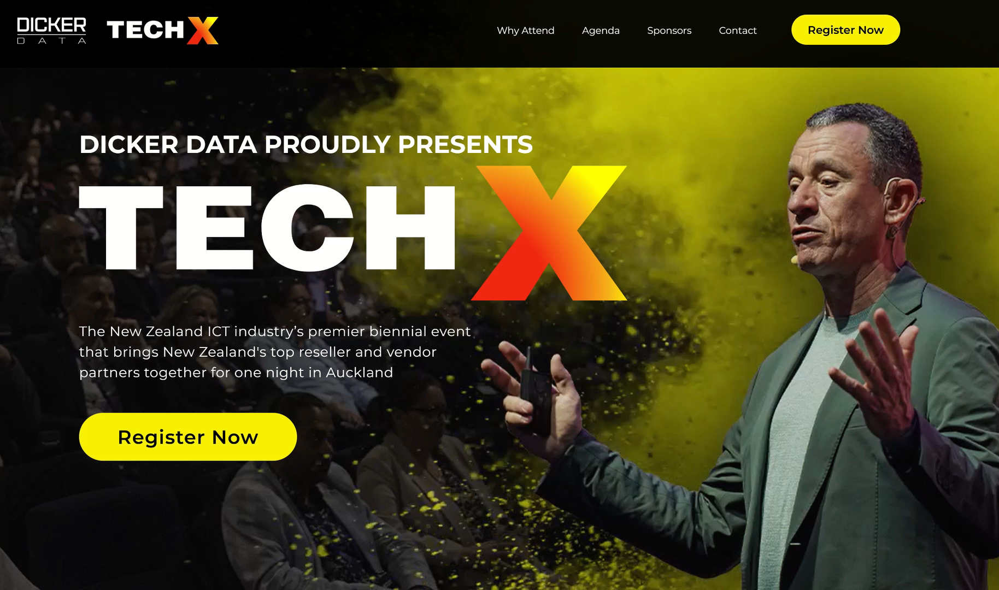 DICKER
DATA
TECHX
Why Attend
Agenda
Sponsors
Contact
Register Now
DICKER DATA PROUDLY PRESENTS
TECHX
The New Zealand ICT industry’s premier biennial event
that brings New Zealand's top reseller and vendor
partners together for one night in Auckland
Register Now